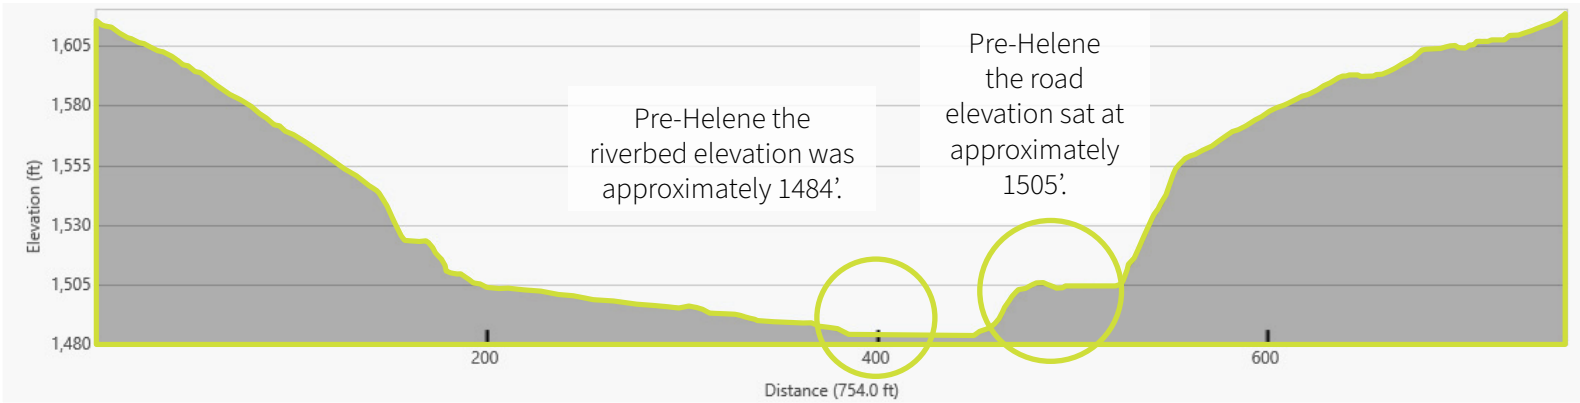 Pre-Helene
the road
elevation sat at
approximately
1505’.
Pre-Helene the
riverbed elevation was
approximately 1484’.
Elevation (ft)
1,605
1,580
1,555
1,530
1,505
1,480
200
400
600
Distance (754.0 ft)